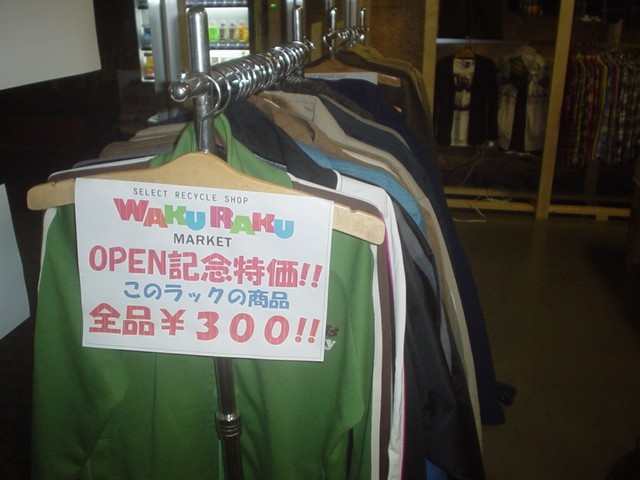 SELECT RECYCLE SHOP
WAKU RAKU
MARKET
OPEN記念特価!!
このラックの商品
全品￥３００!!